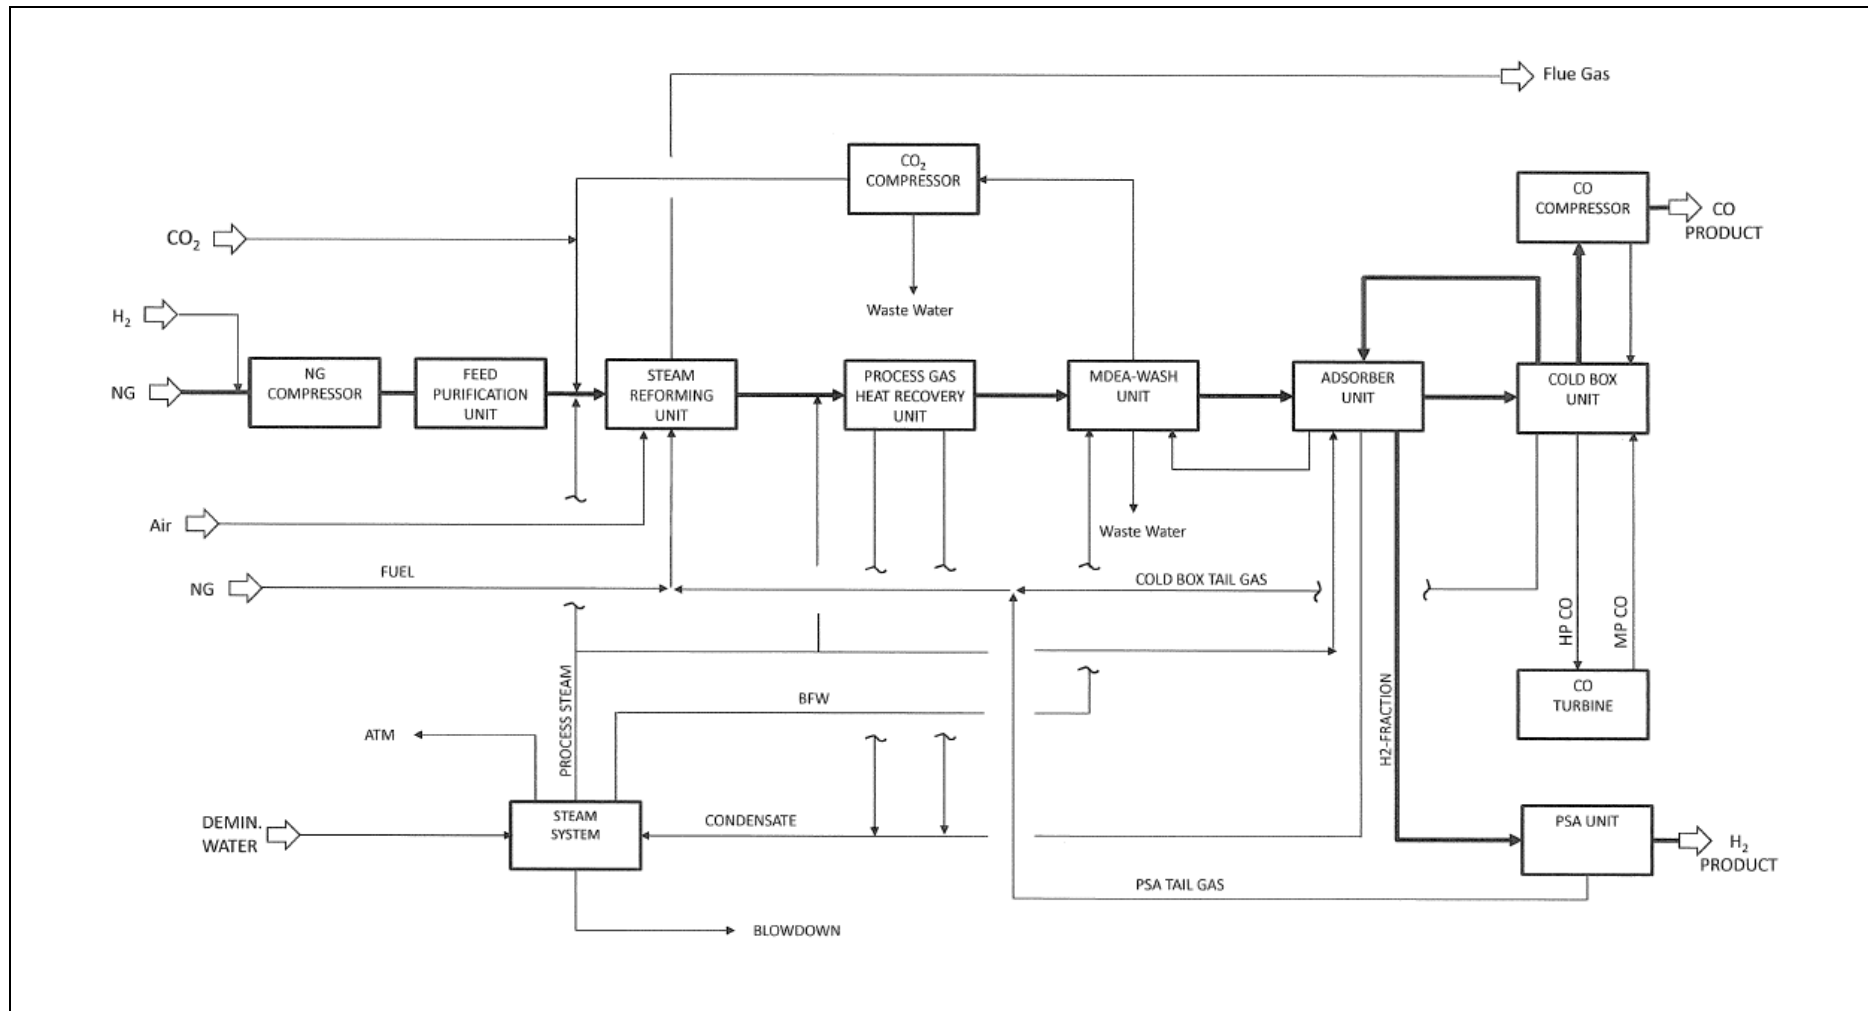 Flue Gas
CO₂
COMPRESSOR
CO
COMPRESSOR
CO
PRODUCT
CO₂
Waste Water
H₂
NG
NG
COMPRESSOR
FEED
PURIFICATION
UNIT
STEAM
REFORMING
UNIT
PROCESS GAS
HEAT RECOVERY
UNIT
MDEA-WASH
UNIT
ADSORBER
UNIT
COLD BOX
UNIT
Air
Waste Water
NG
FUEL
COLD BOX TAIL GAS
HP CO
MP CO
PROCESS STEAM
BFW
H2-FRACTION
CO
TURBINE
ATM
DEMIN.
WATER
STEAM
SYSTEM
CONDENSATE
PSA UNIT
H₂
PRODUCT
PSA TAIL GAS
BLOWDOWN